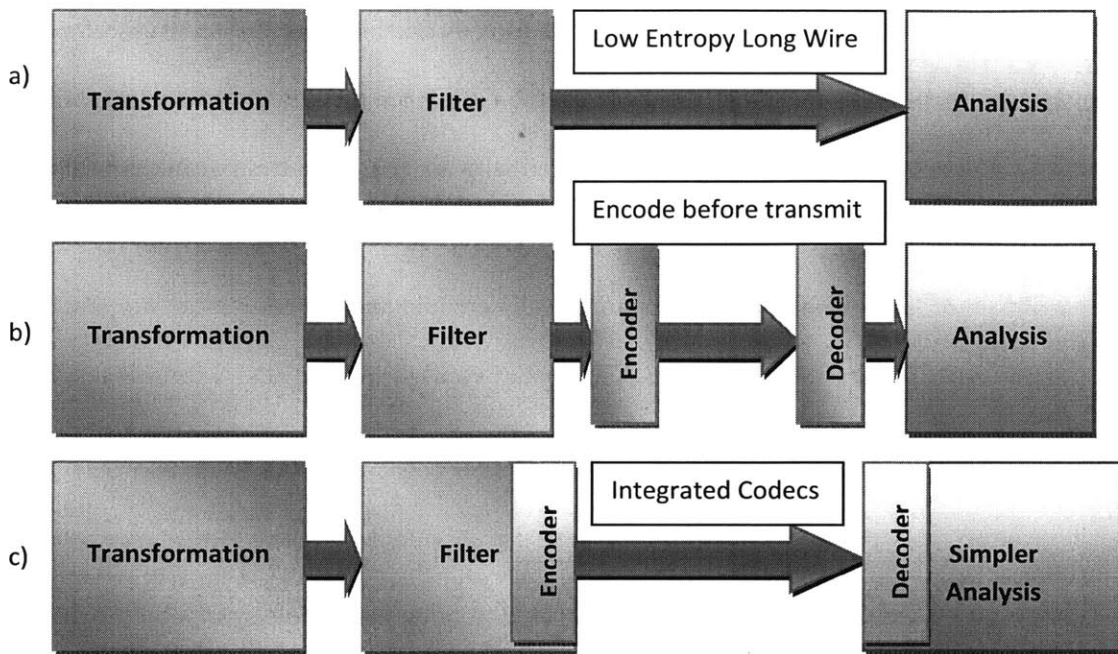 Low Entropy Long Wire
a)
Transformation
Filter
Analysis
Encode before transmit
b)
Transformation
Filter
Encoder
Decoder
Analysis
Integrated Codecs
c)
Transformation
Filter
Encoder
Decoder
Simpler
Analysis